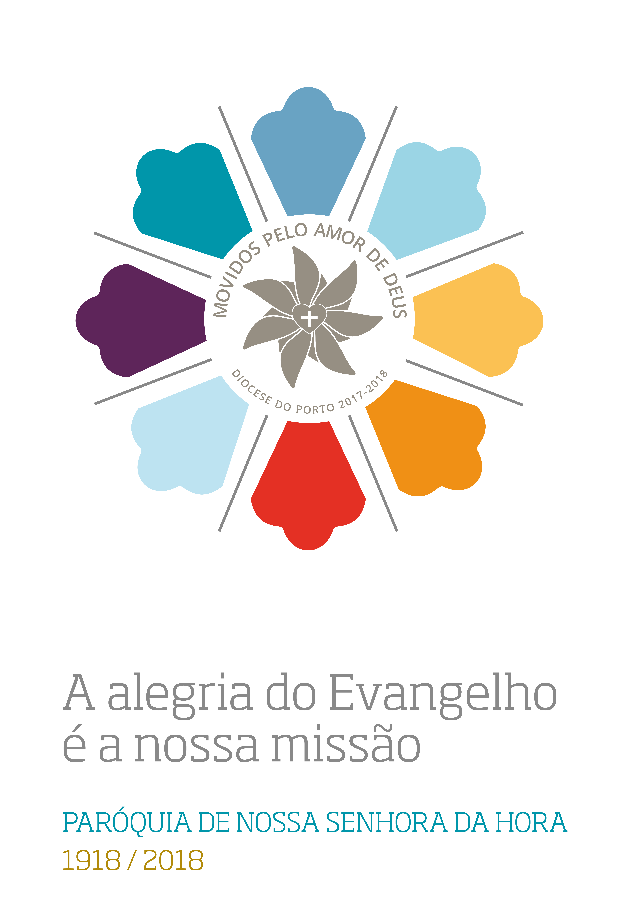 MOVIDOS PELO AMOR DE DEUS
DIOCESE DO PORTO 2017-2018
A alegria do Evangelho
é a nossa missão
PARÓQUIA DE NOSSA SENHORA DA HORA
1918 / 2018